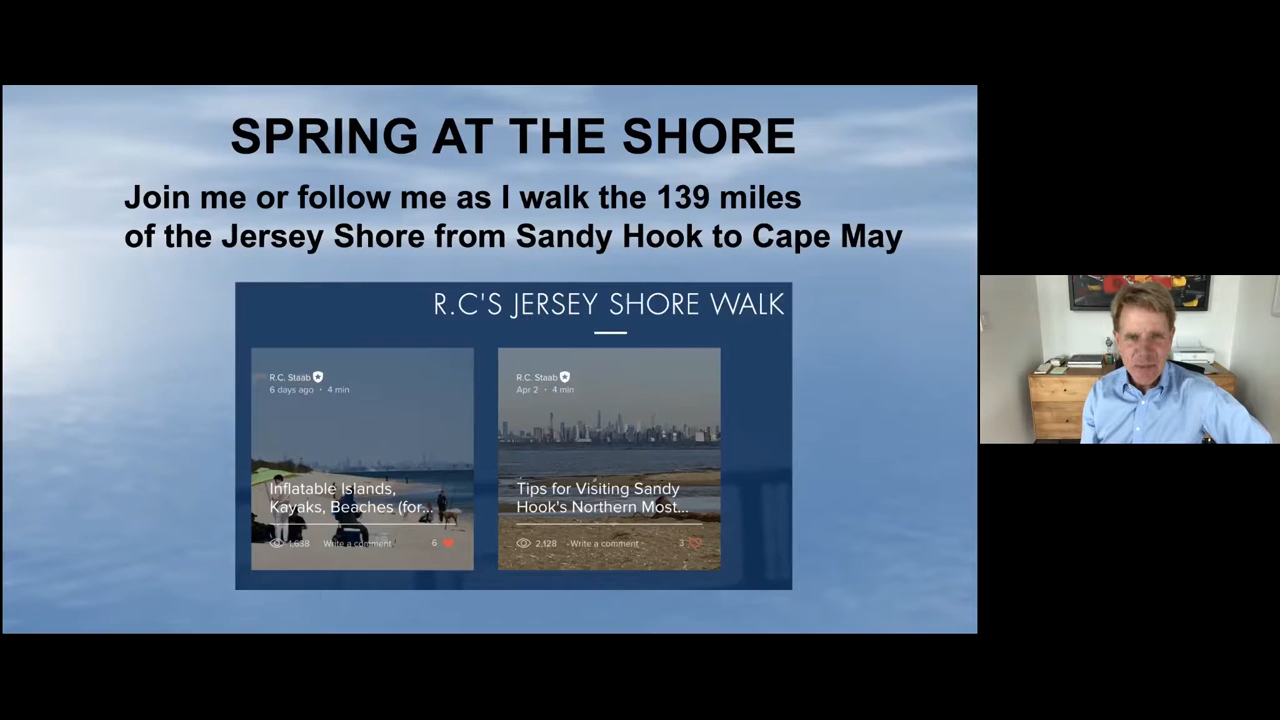 SPRING AT THE SHORE
Join me or follow me as I walk the 139 miles
of the Jersey Shore from Sandy Hook to Cape May
R.C'S JERSEY SHORE WALK
R.C. Staab
6 days ago · 4 min
Inflatable Islands,
Kayaks, Beaches (for...
1,638 Write a comment 6
R.C. Staab
Apr 2 · 4 min
Tips for Visiting Sandy
Hook's Northern Most...
2,128 Write a comment 3